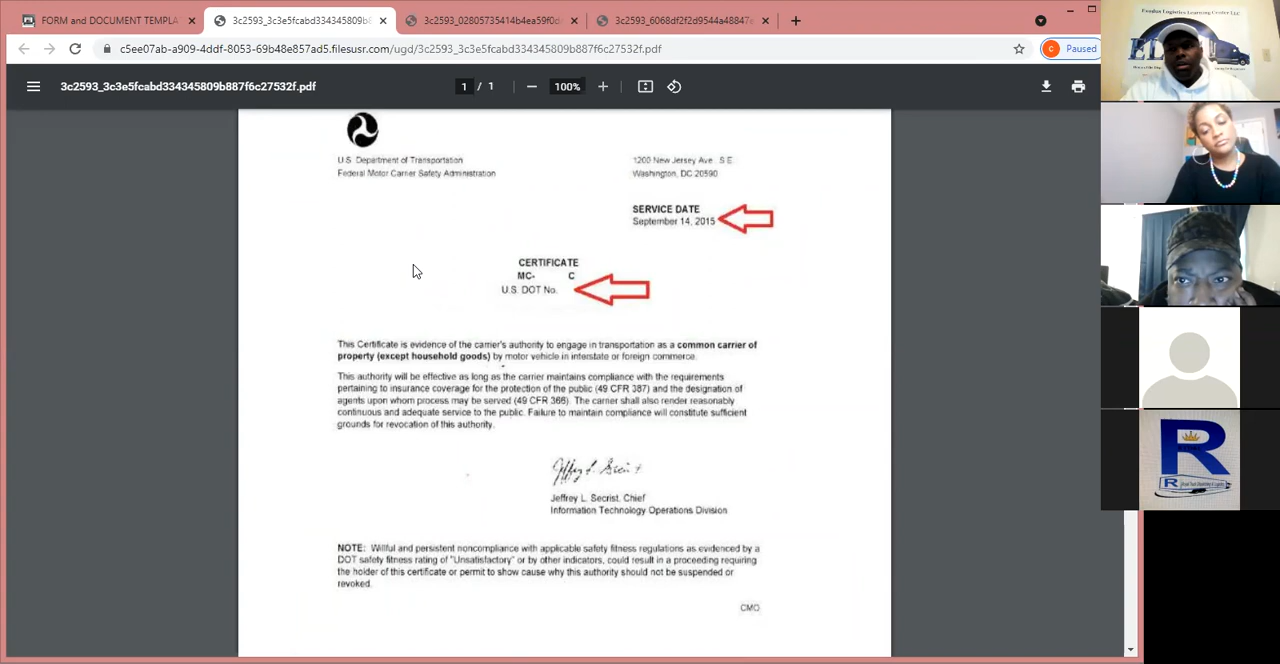 FORM and DOCUMENT TEMPLA
3c2593_3c3e5fcabd334345809b8
3c2593_02805735414b4ea39f0d
3c2593_6068df2f2d9544a48847e
c5ee07ab-a909-4ddf-8053-69b48e857ad5.filesusr.com/ugd/3c2593_3c3e5fcabd334345809b887f6c27532f.pdf
C Paused
3c2593_3c3e5fcabd334345809b887f6c27532f.pdf
1 / 1
100%
Exodus Logistics Learning Center LLC
U.S. Department of Transportation
Federal Motor Carrier Safety Administration
1200 New Jersey Ave. S E
Washington, DC 20590
SERVICE DATE
September 14, 2015
CERTIFICATE
MC- C
U.S. DOT No.
This Certificate is evidence of the carrier's authority to engage in transportation as a common carrier of
property (except household goods) by motor vehicle in interstate or foreign commerce.
This authority will be effective as long as the carrier maintains compliance with the requirements
pertaining to insurance coverage for the protection of the public (49 CFR 387) and the designation of
agents upon whom process may be served (49 CFR 366). The carrier shall also render reasonably
continuous and adequate service to the public. Failure to maintain compliance will constitute sufficient
grounds for revocation of this authority.
Jeffrey L. Secrist, Chief
Information Technology Operations Division
NOTE: Willful and persistent noncompliance with applicable safety fitness regulations as evidenced by a
DOT safety fitness rating of "Unsatisfactory" or by other indicators, could result in a proceeding requiring
the holder of this certificate or permit to show cause why this authority should not be suspended or
revoked.
CMO
R
R